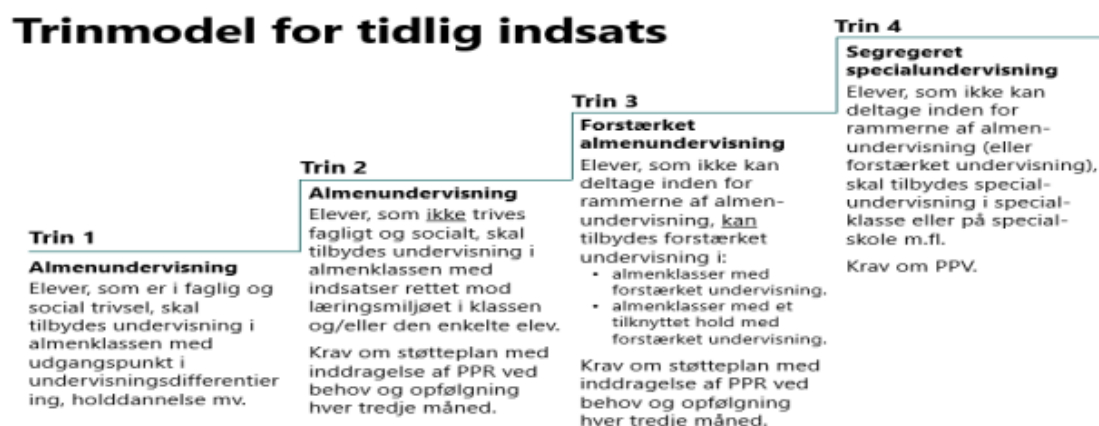 Trinmodel for tidlig indsats
Trin 1
Almenundervisning
Elever, som er i faglig og
social trivsel, skal
tilbydes undervisning i
almenklassen med
udgangspunkt i
undervisningsdifferentier
ing, holddannelse mv.
Trin 2
Almenundervisning
Elever, som ikke trives
fagligt og socialt, skal
tilbydes undervisning i
almenklassen med
indsatser rettet mod
læringsmiljøet i klassen
og/eller den enkelte elev.
Krav om støtteplan med
inddragelse af PPR ved
behov og opfølgning
hver tredje måned.
Trin 3
Forstærket
almenundervisning
Elever, som ikke kan
deltage inden for
rammerne af almen-
undervisning, kan
tilbydes forstærket
undervisning i:
• almenklasser med
forstærket undervisning.
• almenklasser med et
tilknyttet hold med
forstærket undervisning.
Krav om støtteplan med
inddragelse af PPR ved
behov og opfølgning
hver tredje måned.
Trin 4
Segregeret
specialundervisning
Elever, som ikke kan
deltage inden for
rammerne af almen-
undervisning (eller
forstærket undervisning),
skal tilbydes special-
undervisning i special-
klasse eller på special-
skole m.fl.
Krav om PPV.